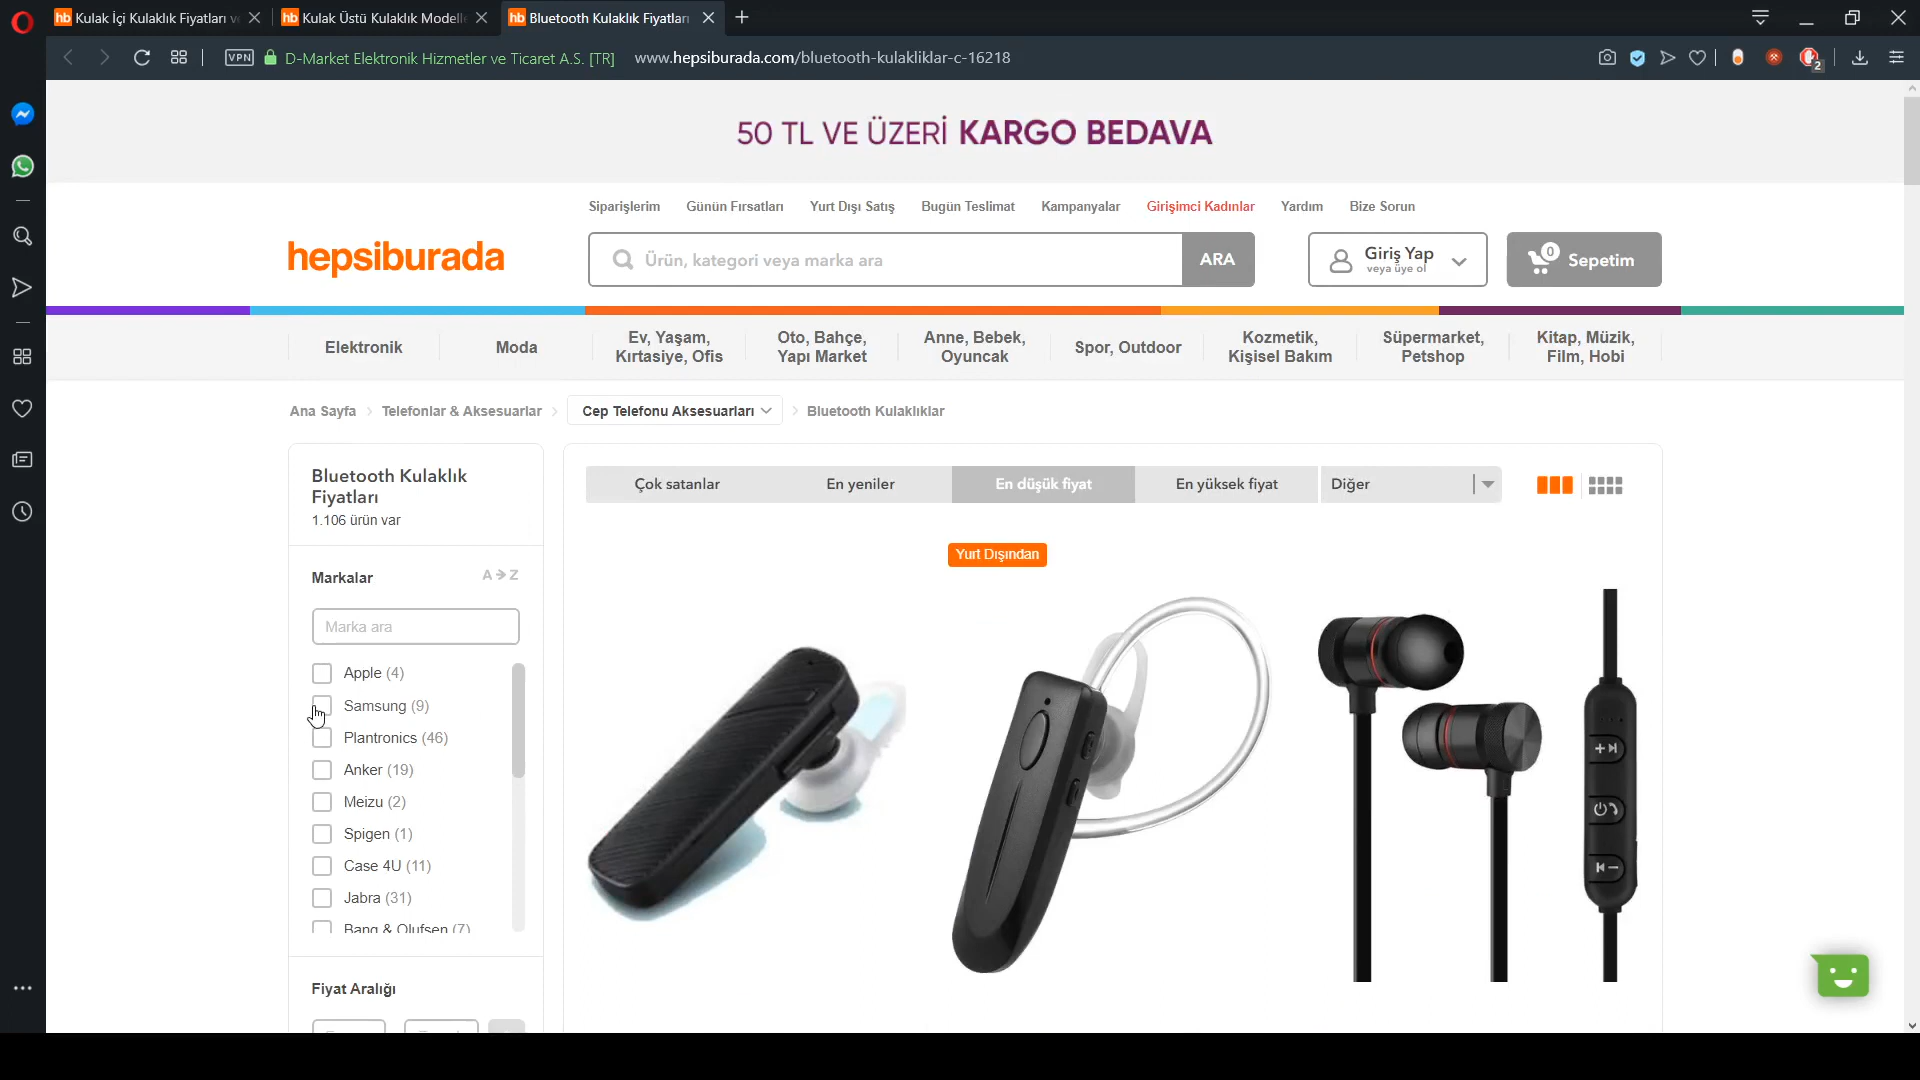 Kulak İçi Kulaklık Fiyatları
Kulak Üstü Kulaklık Modell
Bluetooth Kulaklık Fiyatları
VPN
D-Market Elektronik Hizmetler ve Ticaret A.S. [TR]
www.hepsiburada.com/bluetooth-kulakliklar-c-16218
2
50 TL VE ÜZERİ KARGO BEDAVA
Siparişlerim
Günün Fırsatları
Yurt Dışı Satış
Bugün Teslimat
Kampanyalar
Girişimci Kadınlar
Yardım
Bize Sorun
hepsiburada
Ürün, kategori veya marka ara
ARA
Giriş Yap
veya üye ol
0
Sepetim
Elektronik
Moda
Ev, Yaşam,
Kırtasiye, Ofis
Oto, Bahçe,
Yapı Market
Anne, Bebek,
Oyuncak
Spor, Outdoor
Kozmetik,
Kişisel Bakım
Süpermarket,
Petshop
Kitap, Müzik,
Film, Hobi
Ana Sayfa
Telefonlar & Aksesuarlar
Cep Telefonu Aksesuarları
Bluetooth Kulaklıklar
Bluetooth Kulaklık
Fiyatları
1.106 ürün var
Markalar
A → Z
Marka ara
Apple (4)
Samsung (9)
Plantronics (46)
Anker (19)
Meizu (2)
Spigen (1)
Case 4U (11)
Jabra (31)
Bang & Olufsen (7)
Fiyat Aralığı
Çok satanlar
En yeniler
En düşük fiyat
En yüksek fiyat
Diğer
Yurt Dışından